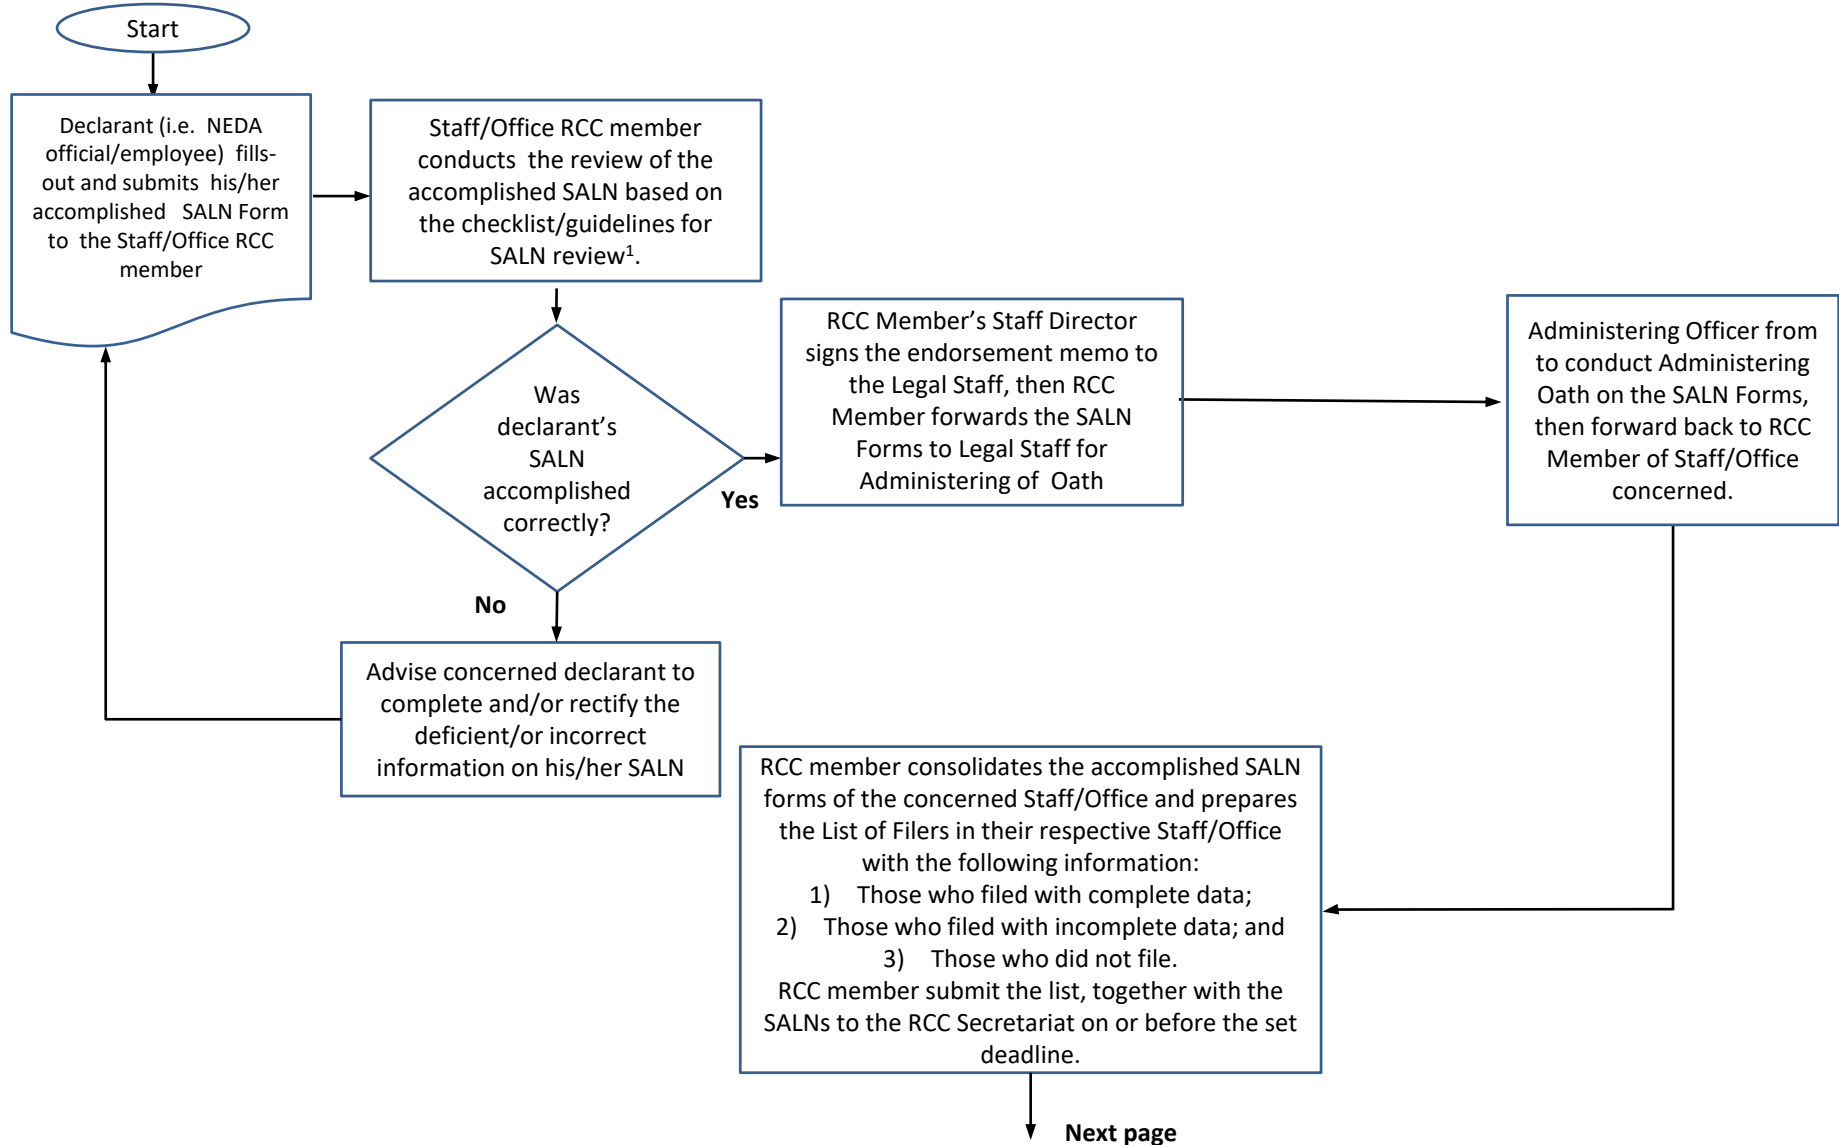 Start
Declarant (i.e. NEDA
official/employee) fills-
out and submits his/her
accomplished SALN Form
to the Staff/Office RCC
member
Staff/Office RCC member
conducts the review of the
accomplished SALN based on
the checklist/guidelines for
SALN review¹.
Was
declarant’s
SALN
accomplished
correctly?
Yes
RCC Member’s Staff Director
signs the endorsement memo to
the Legal Staff, then RCC
Member forwards the SALN
Forms to Legal Staff for
Administering of Oath
Administering Officer from
to conduct Administering
Oath on the SALN Forms,
then forward back to RCC
Member of Staff/Office
concerned.
No
Advise concerned declarant to
complete and/or rectify the
deficient/or incorrect
information on his/her SALN
RCC member consolidates the accomplished SALN
forms of the concerned Staff/Office and prepares
the List of Filers in their respective Staff/Office
with the following information:
1) Those who filed with complete data;
2) Those who filed with incomplete data; and
3) Those who did not file.
RCC member submit the list, together with the
SALNs to the RCC Secretariat on or before the set
deadline.
Next page